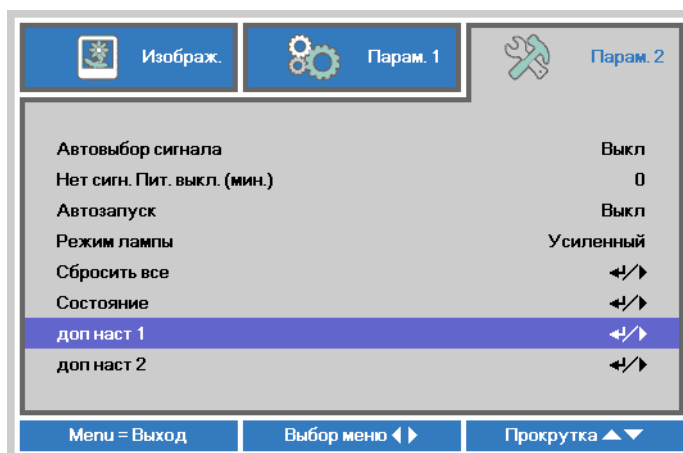 Изображ. Парам. 1 Парам. 2
Автовыбор сигнала Выкл
Нет сигн. Пит. выкл. (мин.) 0
Автозапуск Выкл
Режим лампы Усиленный
Сбросить все
Состояние
доп наст 1
доп наст 2
Menu = Выход Выбор меню Прокрутка